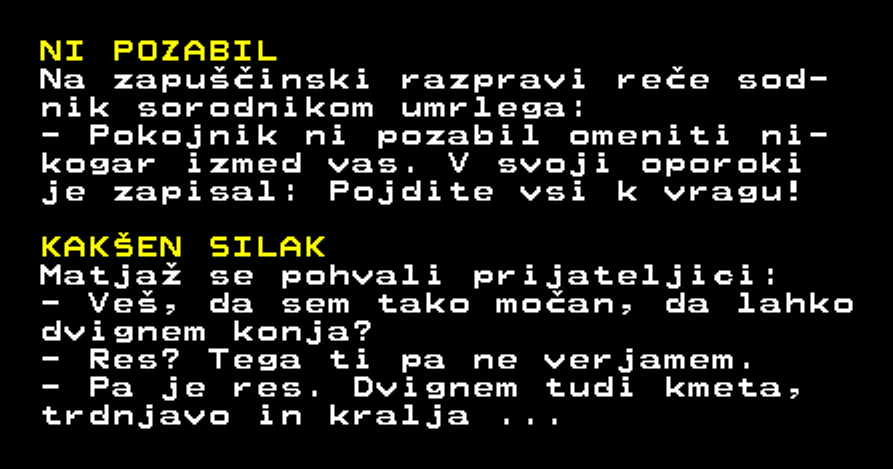 NI POZABIL
Na zapuščinski razpravi reče sod-
nik sorodnikom umrlega:
- Pokojnik ni pozabil omeniti ni-
kogar izmed vas. V svoji oporoki
je zapisal: Pojdite vsi k vragu!
KAKŠEN SILAK
Matjaž se pohvali prijateljici:
- Veš, da sem tako močan, da lahko
dvignem konja?
- Res? Tega ti pa ne verjamem.
- Pa je res. Dvignem tudi kmeta,
trdnjavo in kralja ...